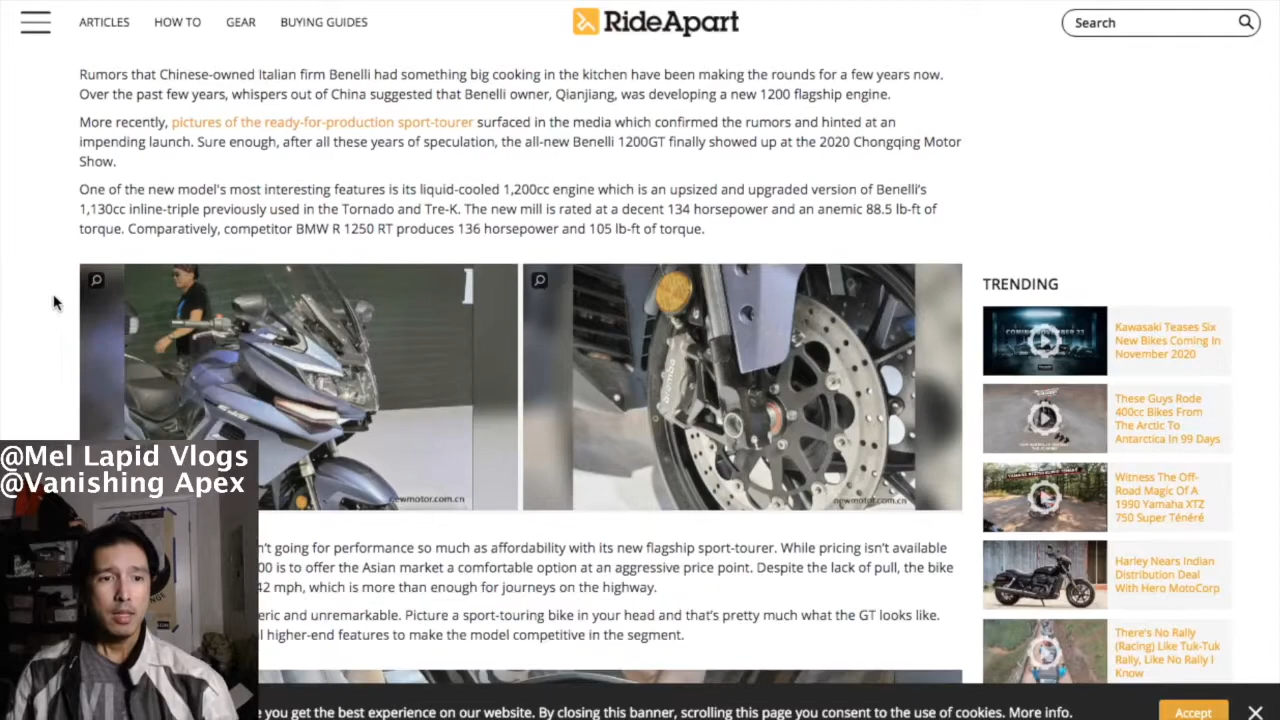 ARTICLES HOW TO GEAR BUYING GUIDES
RideApart
Search
Rumors that Chinese-owned Italian firm Benelli had something big cooking in the kitchen have been making the rounds for a few years now.
Over the past few years, whispers out of China suggested that Benelli owner, Qianjiang, was developing a new 1200 flagship engine.
More recently, pictures of the ready-for-production sport-tourer surfaced in the media which confirmed the rumors and hinted at an
impending launch. Sure enough, after all these years of speculation, the all-new Benelli 1200GT finally showed up at the 2020 Chongqing Motor
Show.
One of the new model's most interesting features is its liquid-cooled 1,200cc engine which is an upsized and upgraded version of Benelli's
1,130cc inline-triple previously used in the Tornado and Tre-K. The new mill is rated at a decent 134 horsepower and an anemic 88.5 lb-ft of
torque. Comparatively, competitor BMW R 1250 RT produces 136 horsepower and 105 lb-ft of torque.
newmotor.com.cn
brembo
newmotor.com.cn
TRENDING
COMING NOVEMBER 23
Kawasaki Teases Six
New Bikes Coming In
November 2020
These Guys Rode
400cc Bikes From
The Arctic To
Antarctica In 99 Days
Witness The Off-
Road Magic Of A
1990 Yamaha XTZ
750 Super Ténéré
Harley Nears Indian
Distribution Deal
With Hero MotoCorp
There's No Rally
(Racing) Like Tuk-Tuk
Rally, Like No Rally I
Know
@Mel Lapid Vlogs
@Vanishing Apex
n't going for performance so much as affordability with its new flagship sport-tourer. While pricing isn't available
00 is to offer the Asian market a comfortable option at an aggressive price point. Despite the lack of pull, the bike
42 mph, which is more than enough for journeys on the highway.
eric and unremarkable. Picture a sport-touring bike in your head and that's pretty much what the GT looks like.
l higher-end features to make the model competitive in the segment.
e you get the best experience on our website. By closing this banner, scrolling this page you consent to the use of cookies. More info.
Accept